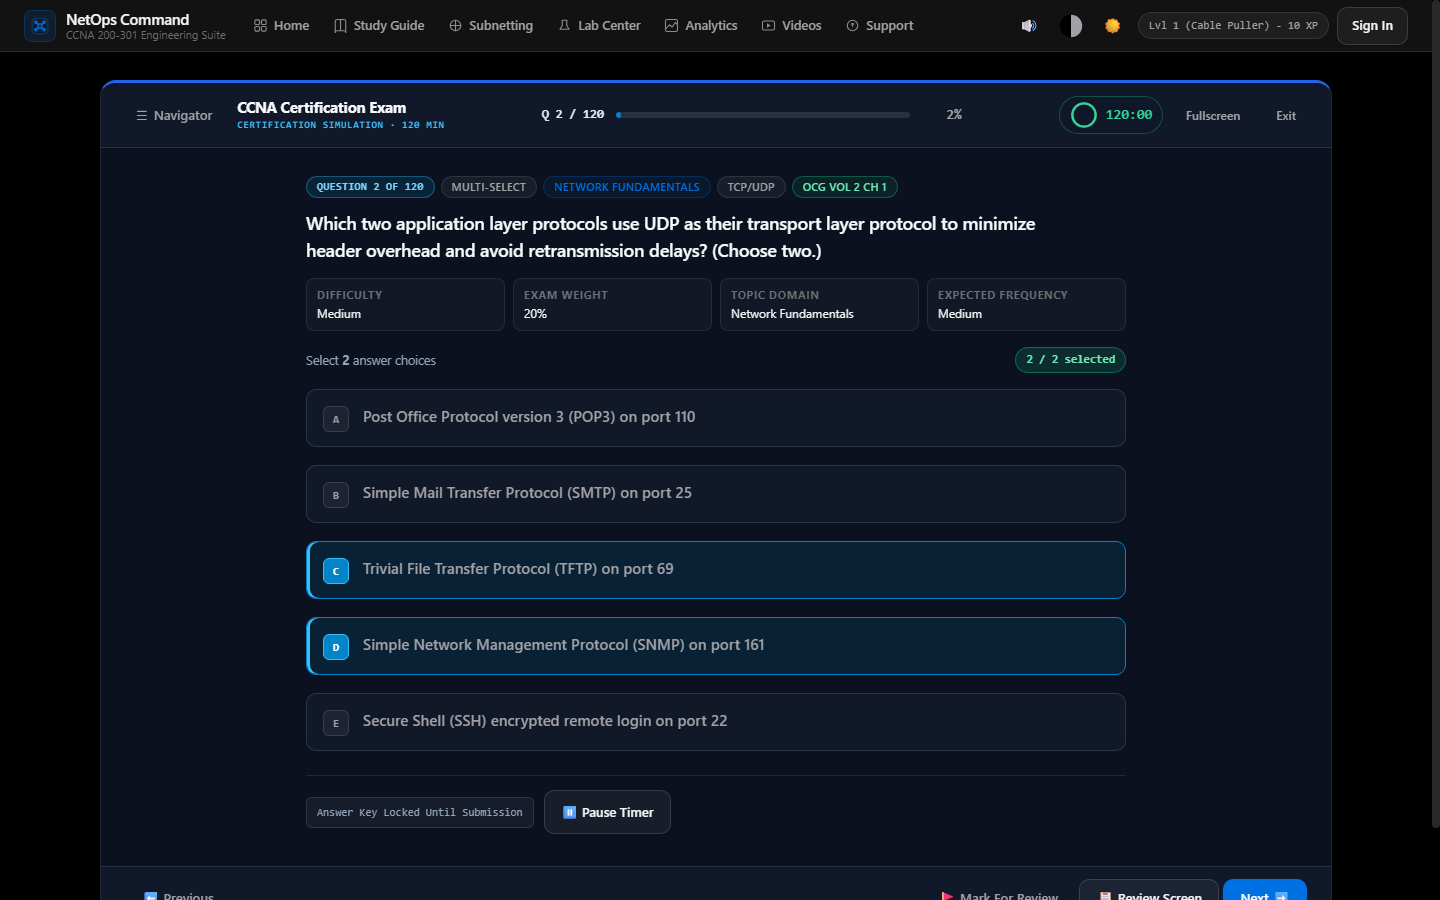 NetOps Command
CCNA 200-301 Engineering Suite
Home
Study Guide
Subnetting
Lab Center
Analytics
Videos
Support
Lvl 1 (Cable Puller) - 10 XP
Sign In
Navigator
CCNA Certification Exam
CERTIFICATION SIMULATION · 120 MIN
Q 2 / 120
2%
120:00
Fullscreen
Exit
QUESTION 2 OF 120
MULTI-SELECT
NETWORK FUNDAMENTALS
TCP/UDP
OCG VOL 2 CH 1
Which two application layer protocols use UDP as their transport layer protocol to minimize
header overhead and avoid retransmission delays? (Choose two.)
DIFFICULTY
Medium
EXAM WEIGHT
20%
TOPIC DOMAIN
Network Fundamentals
EXPECTED FREQUENCY
Medium
Select 2 answer choices
2 / 2 selected
A
Post Office Protocol version 3 (POP3) on port 110
B
Simple Mail Transfer Protocol (SMTP) on port 25
C
Trivial File Transfer Protocol (TFTP) on port 69
D
Simple Network Management Protocol (SNMP) on port 161
E
Secure Shell (SSH) encrypted remote login on port 22
Answer Key Locked Until Submission
Pause Timer
Previous
Mark For Review
Review Screen
Next